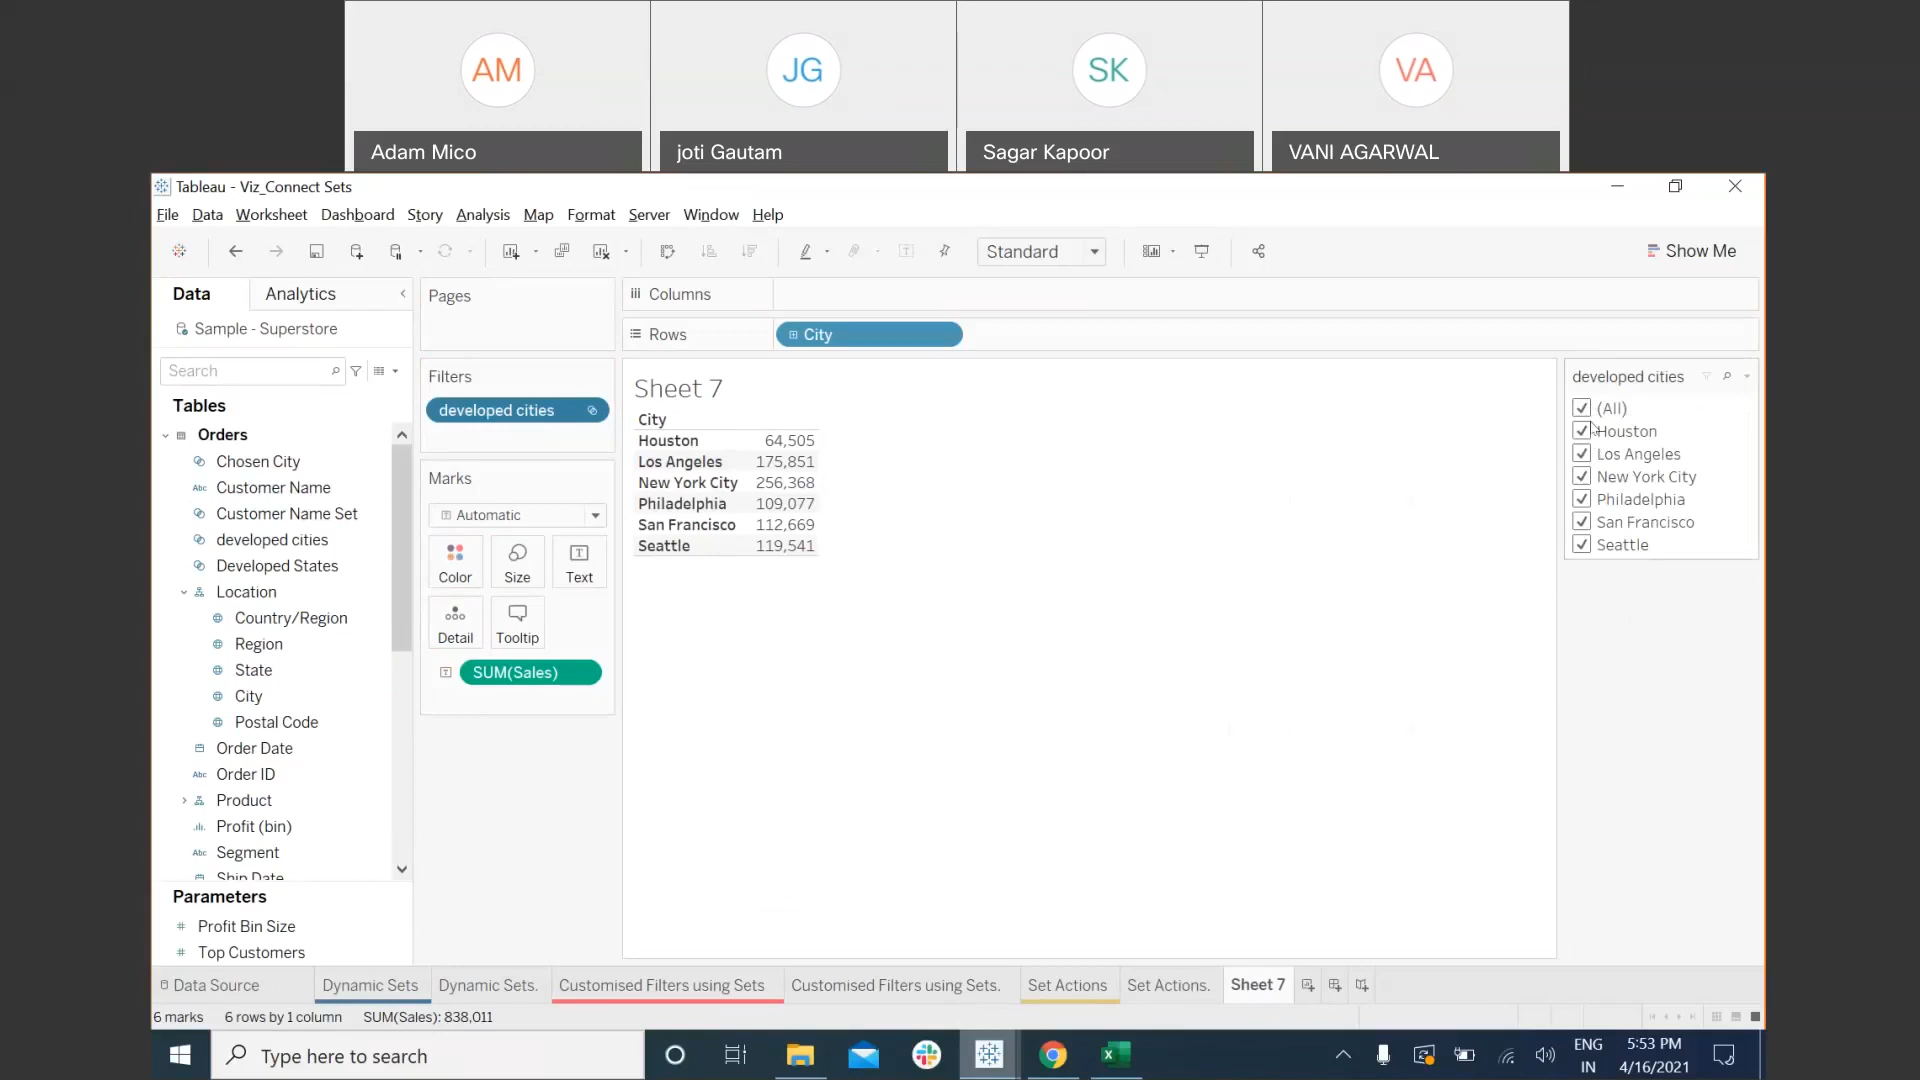 AM
JG
SK
VA
Adam Mico
joti Gautam
Sagar Kapoor
VANI AGARWAL
Tableau - Viz_Connect Sets
File Data Worksheet Dashboard Story Analysis Map Format Server Window Help
Standard
Show Me
Data
Analytics
Sample - Superstore
Search
Tables
Orders
Chosen City
Abc Customer Name
Customer Name Set
developed cities
Developed States
Location
Country/Region
Region
State
City
Postal Code
Order Date
Abc Order ID
Product
Profit (bin)
Abc Segment
Ship Date
Parameters
# Profit Bin Size
# Top Customers
Pages
Filters
developed cities
Marks
Automatic
Color
Size
Text
Detail
Tooltip
SUM(Sales)
Columns
Rows
City
Sheet 7
City
Houston 64,505
Los Angeles 175,851
New York City 256,368
Philadelphia 109,077
San Francisco 112,669
Seattle 119,541
developed cities
(All)
Houston
Los Angeles
New York City
Philadelphia
San Francisco
Seattle
Data Source
Dynamic Sets
Dynamic Sets.
Customised Filters using Sets
Customised Filters using Sets.
Set Actions
Set Actions.
Sheet 7
6 marks 6 rows by 1 column SUM(Sales): 838,011
Type here to search
ENG
IN
5:53 PM
4/16/2021